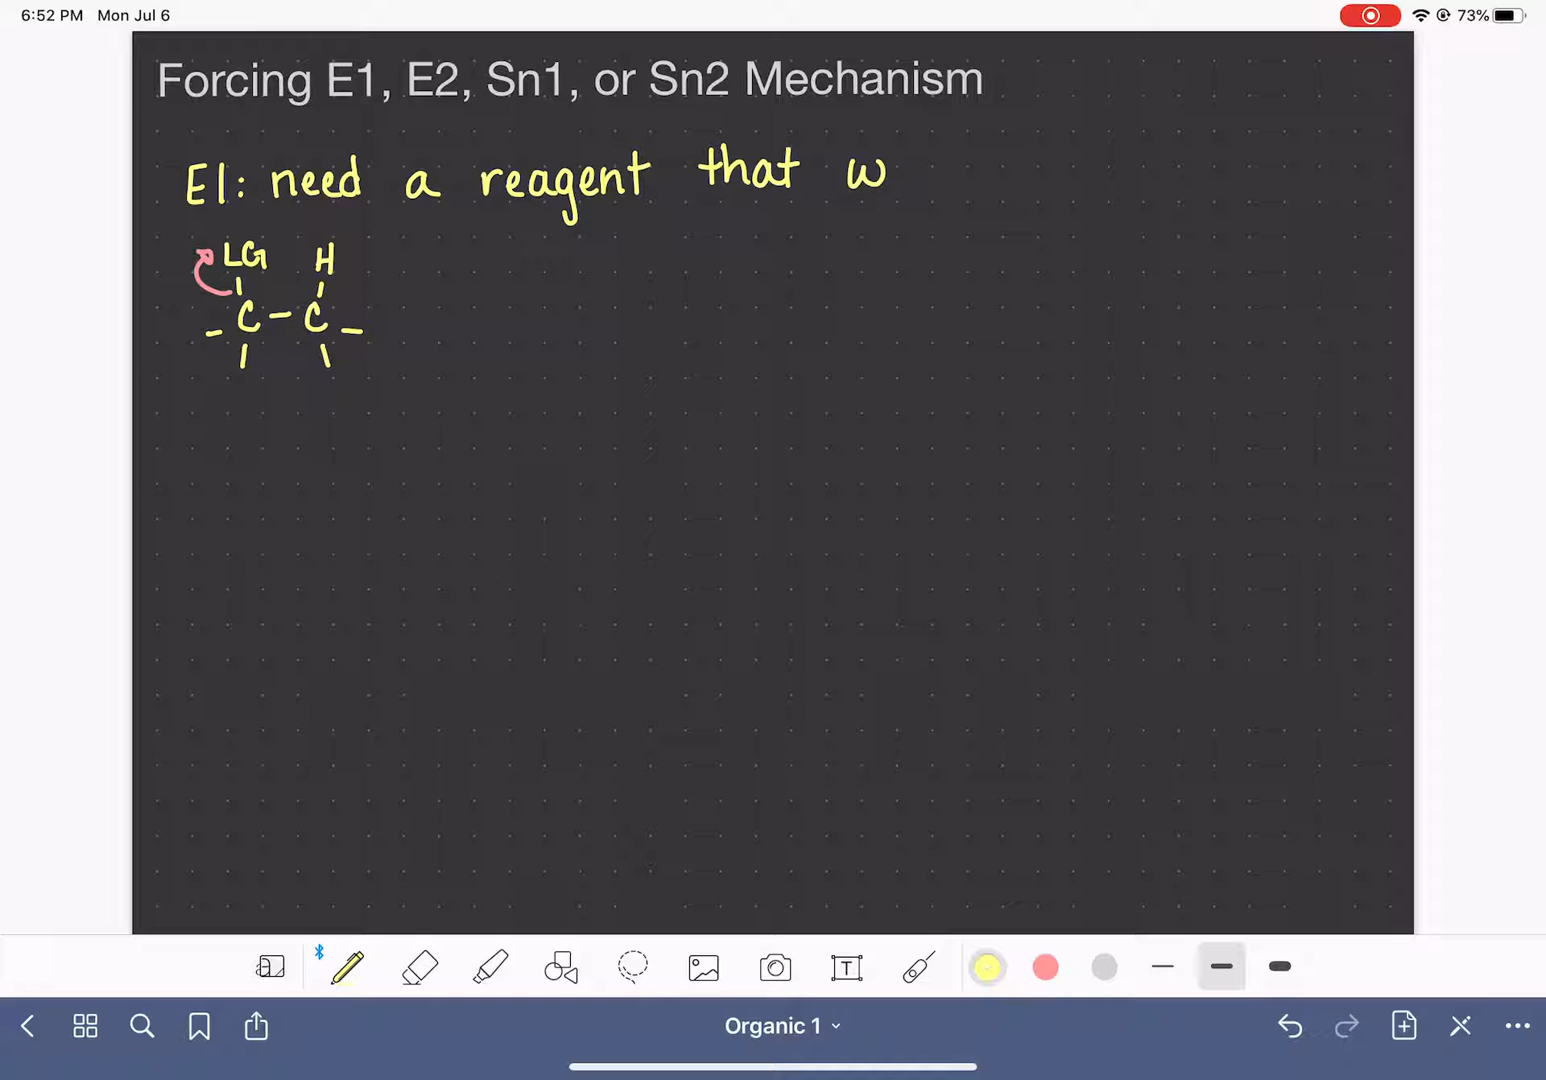 6:52 PM Mon Jul 6
73%
Forcing E1, E2, Sn1, or Sn2 Mechanism
E1: need a reagent that w
LG H
C - C
T
Organic 1